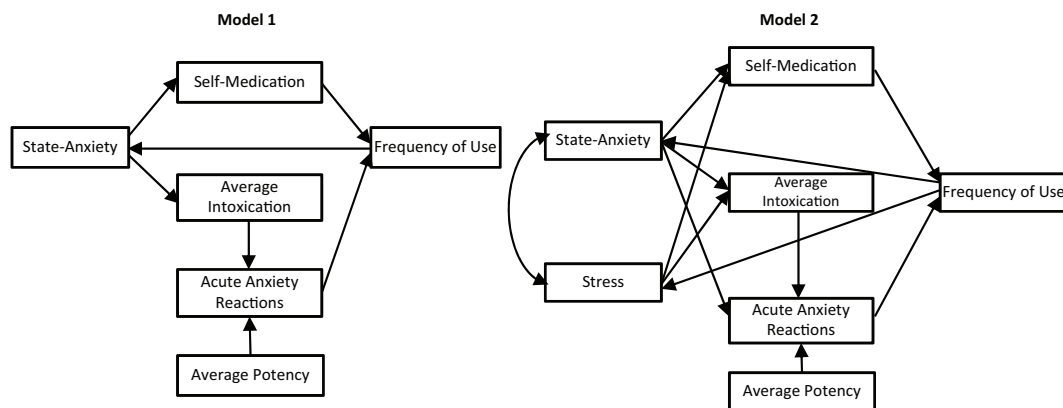 Model 1
Self-Medication
State-Anxiety
Frequency of Use
Average
Intoxication
Acute Anxiety
Reactions
Average Potency
Model 2
Self-Medication
State-Anxiety
Average
Intoxication
Frequency of Use
Stress
Acute Anxiety
Reactions
Average Potency